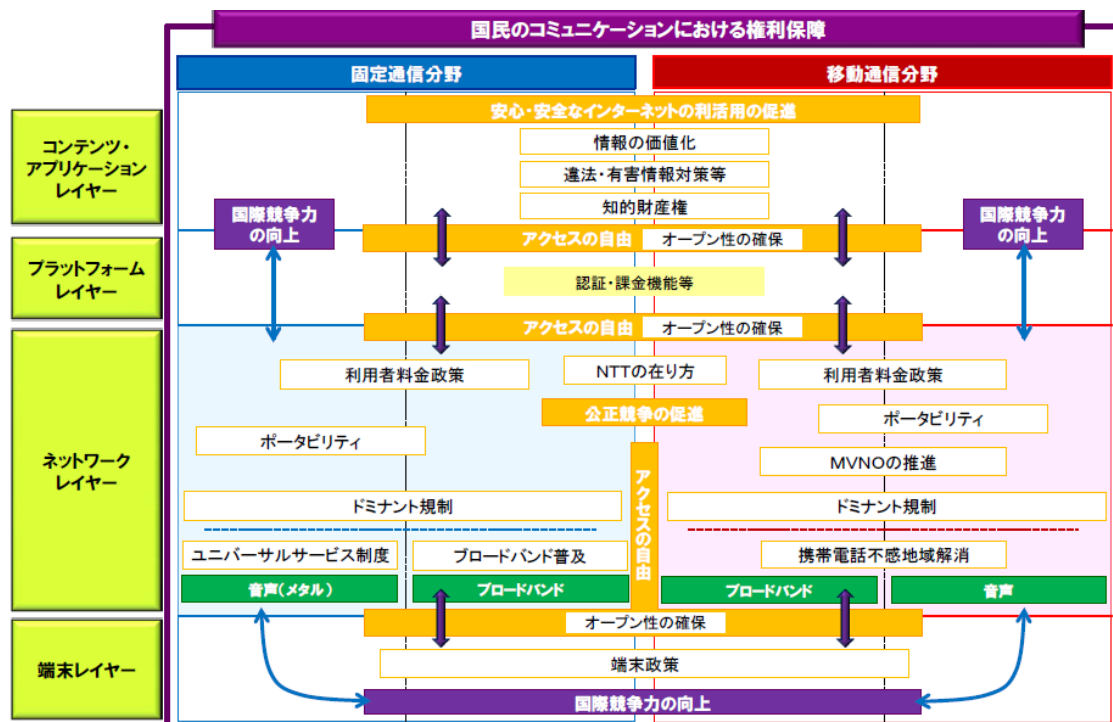 国民のコミュニケーションにおける権利保障
固定通信分野
移動通信分野
コンテンツ・
アプリケーション
レイヤー
安心・安全なインターネットの利活用の促進
情報の価値化
違法・有害情報対策等
知的財産権
国際競争力
の向上
国際競争力
の向上
アクセスの自由
オープン性の確保
プラットフォーム
レイヤー
認証・課金機能等
アクセスの自由
オープン性の確保
ネットワーク
レイヤー
利用者料金政策
NTTの在り方
利用者料金政策
公正競争の促進
ポータビリティ
ポータビリティ
アクセスの自由
MVNOの推進
ドミナント規制
ドミナント規制
ユニバーサルサービス制度
ブロードバンド普及
携帯電話不感地域解消
音声(メタル)
ブロードバンド
ブロードバンド
音声
端末レイヤー
オープン性の確保
端末政策
国際競争力の向上